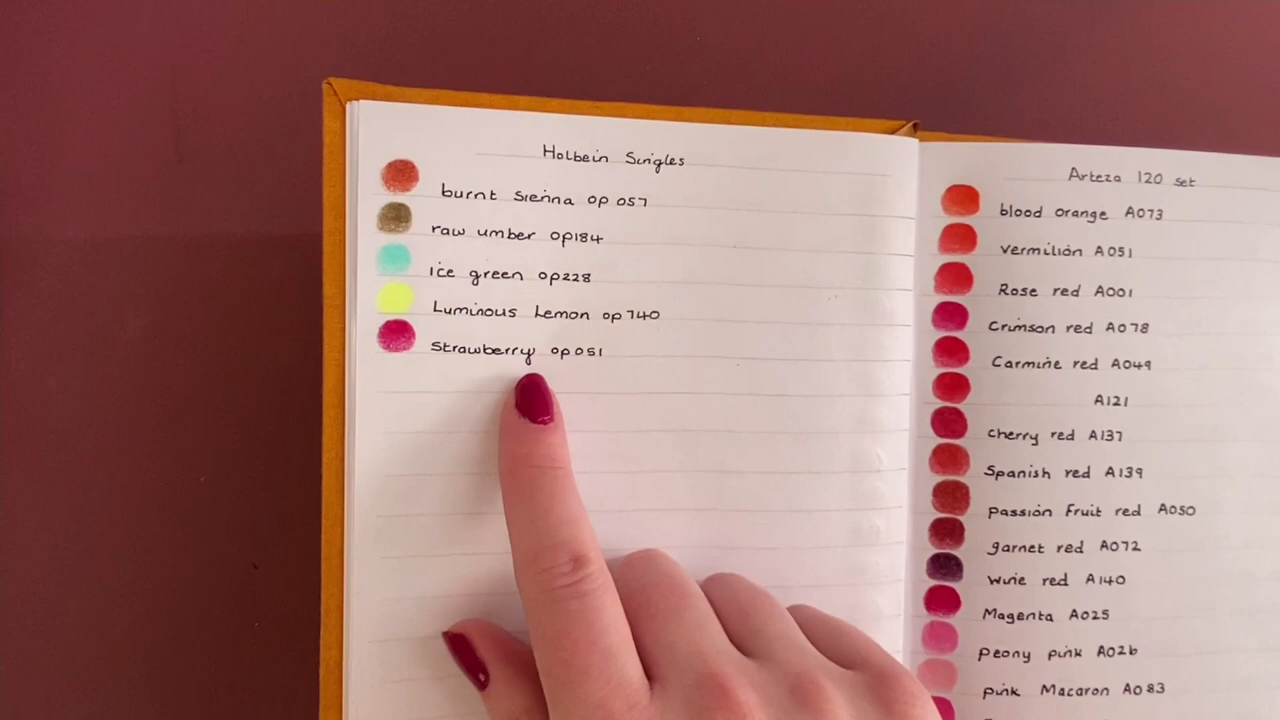 Holbein Singles
burnt Sienna op 057
raw umber op184
ice green op228
Luminous Lemon op740
Strawberry op051
Arteza 120 set
blood orange A073
vermilion A051
Rose red A001
Crimson red A078
Carmine red A049
A121
cherry red A137
Spanish red A139
passion Fruit red A050
garnet red A072
wine red A140
Magenta A025
peony pink A026
pink Macaron A083